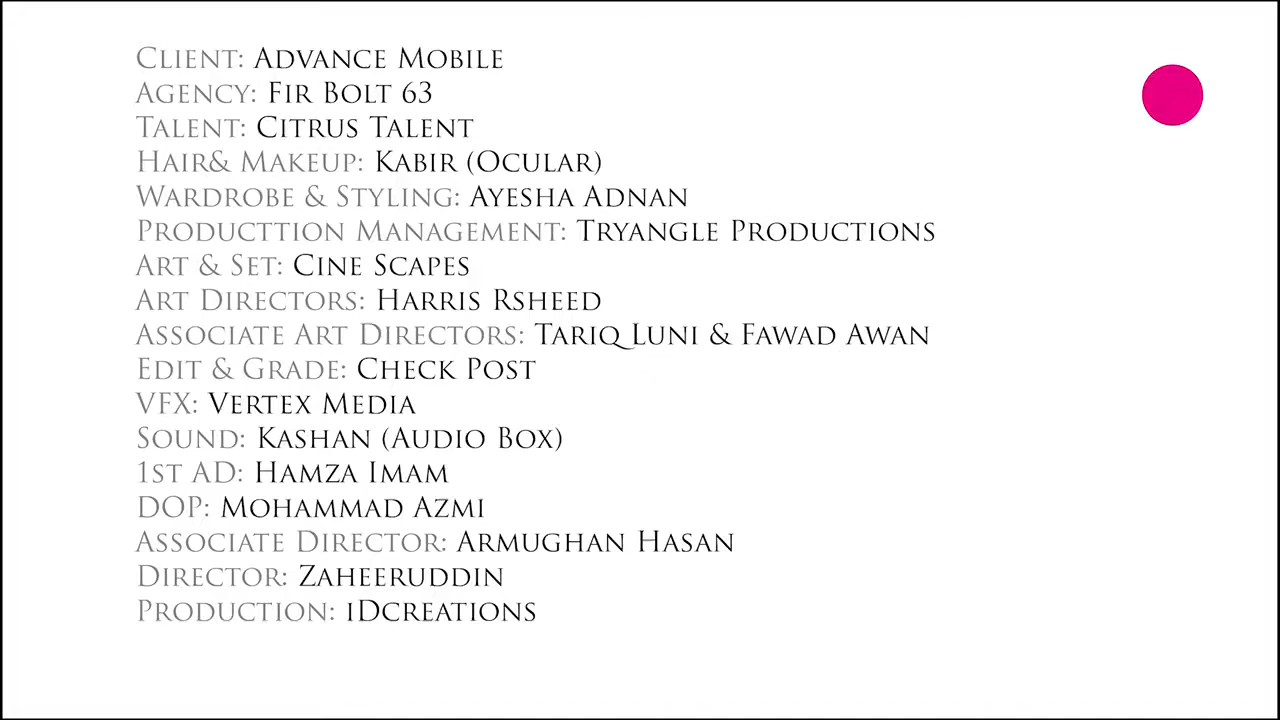 CLIENT: ADVANCE MOBILE
AGENCY: FIR BOLT 63
TALENT: CITRUS TALENT
HAIR& MAKEUP: KABIR (OCULAR)
WARDROBE & STYLING: AYESHA ADNAN
PRODUCTTION MANAGEMENT: TRYANGLE PRODUCTIONS
ART & SET: CINE SCAPES
ART DIRECTORS: HARRIS RSHEED
ASSOCIATE ART DIRECTORS: TARIQ LUNI & FAWAD AWAN
EDIT & GRADE: CHECK POST
VFX: VERTEX MEDIA
SOUND: KASHAN (AUDIO BOX)
1ST AD: HAMZA IMAM
DOP: MOHAMMAD AZMI
ASSOCIATE DIRECTOR: ARMUGHAN HASAN
DIRECTOR: ZAHEERUDDIN
PRODUCTION: IDCREATIONS